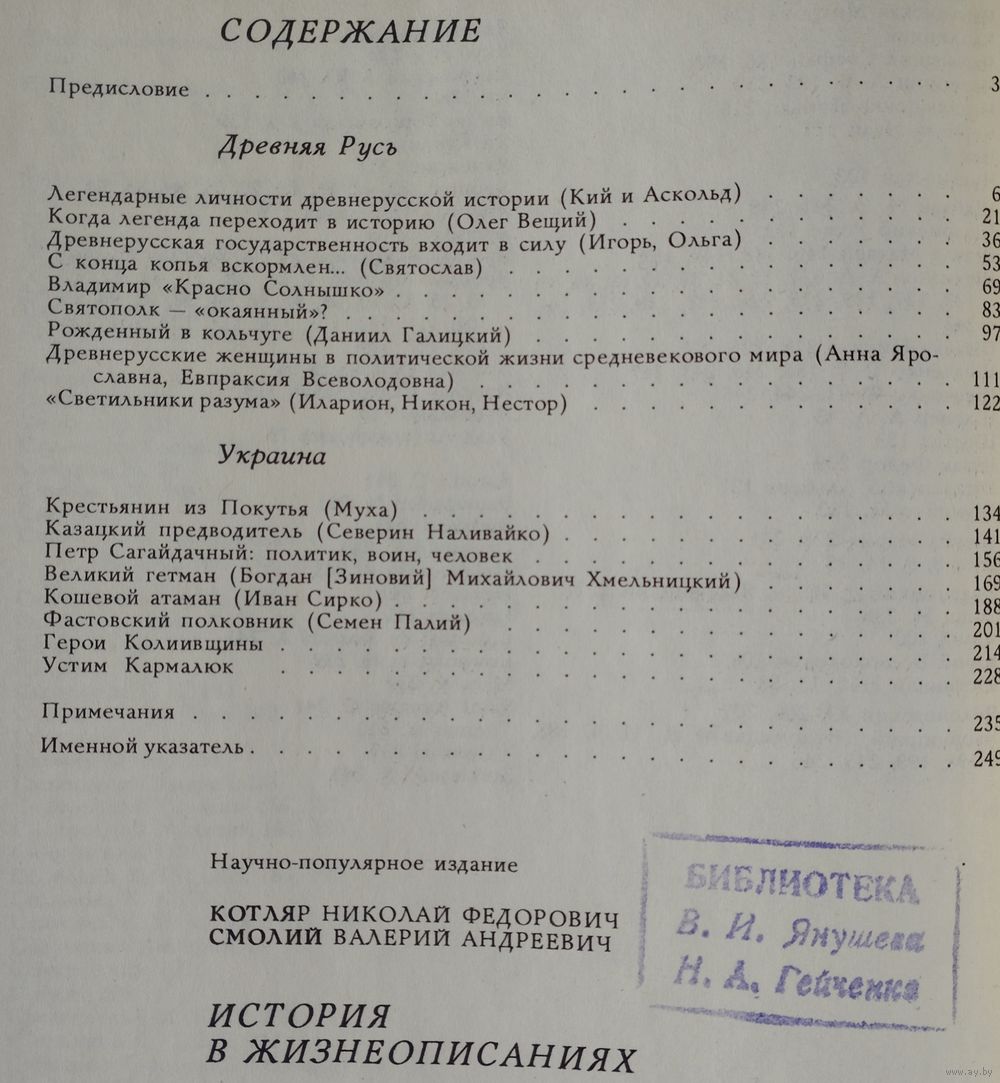 СОДЕРЖАНИЕ
Предисловие . . . . . . . . . . . . . . . . . 3
Древняя Русь
Легендарные личности древнерусской истории (Кий и Аскольд) . . . . . . 6
Когда легенда переходит в историю (Олег Вещий) . . . . . . . . 21
Древнерусская государственность входит в силу (Игорь, Ольга) . . . . . 36
С конца копья вскормлен... (Святослав) . . . . . . . . . . 53
Владимир «Красно Солнышко» . . . . . . . . . . . . . 69
Святополк — «окаянный»? . . . . . . . . . . . . . . 83
Рожденный в кольчуге (Даниил Галицкий) . . . . . . . . . . 97
Древнерусские женщины в политической жизни средневекового мира (Анна Яро-
славна, Евпраксия Всеволодовна) . . . . . . . . . . . 111
«Светильники разума» (Иларион, Никон, Нестор) . . . . . . . . 122
Украина
Крестьянин из Покутья (Муха) . . . . . . . . . . . . 134
Казацкий предводитель (Северин Наливайко) . . . . . . . . . 141
Петр Сагайдачный: политик, воин, человек . . . . . . . . . 156
Великий гетман (Богдан [Зиновий] Михайлович Хмельницкий) . . . . . 169
Кошевой атаман (Иван Сирко) . . . . . . . . . . . . . 188
Фастовский полковник (Семен Палий) . . . . . . . . . . 201
Герои Колиивщины . . . . . . . . . . . . . . . 214
Устим Кармалюк . . . . . . . . . . . . . . . 228
Примечания . . . . . . . . . . . . . . . . . 235
Именной указатель . . . . . . . . . . . . . . . 249
Научно-популярное издание
КОТЛЯР НИКОЛАЙ ФЕДОРОВИЧ
СМОЛИЙ ВАЛЕРИЙ АНДРЕЕВИЧ
БИБЛИОТЕКА
В. И. Янушева
Н. А. Гейченка
ИСТОРИЯ
В ЖИЗНЕОПИСАНИЯХ
www.ay.by